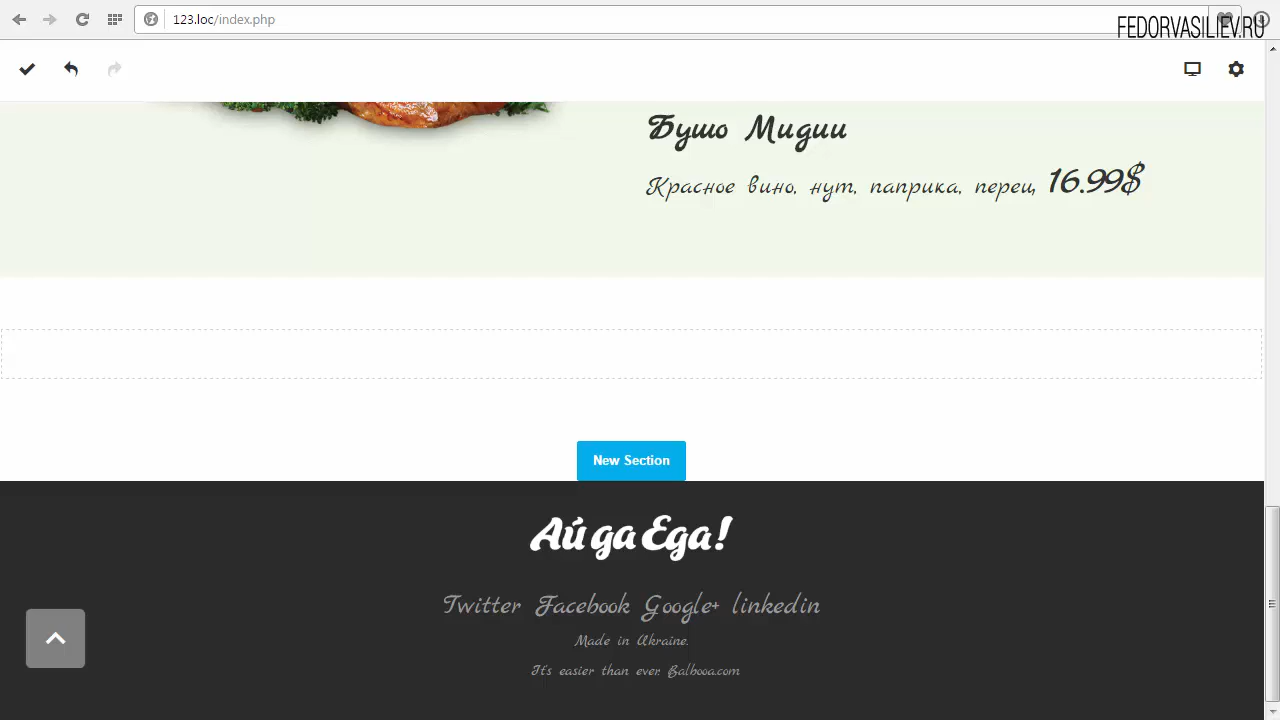 123.loc/index.php
FEDORVASILIEV.RU
Бушо Мидии
Красное вино, нут, паприка, перец, 16.99$
New Section
Ай да Еда!
Twitter Facebook Google+ linkedin
Made in Ukraine.
It's easier than ever. Balbooa.com